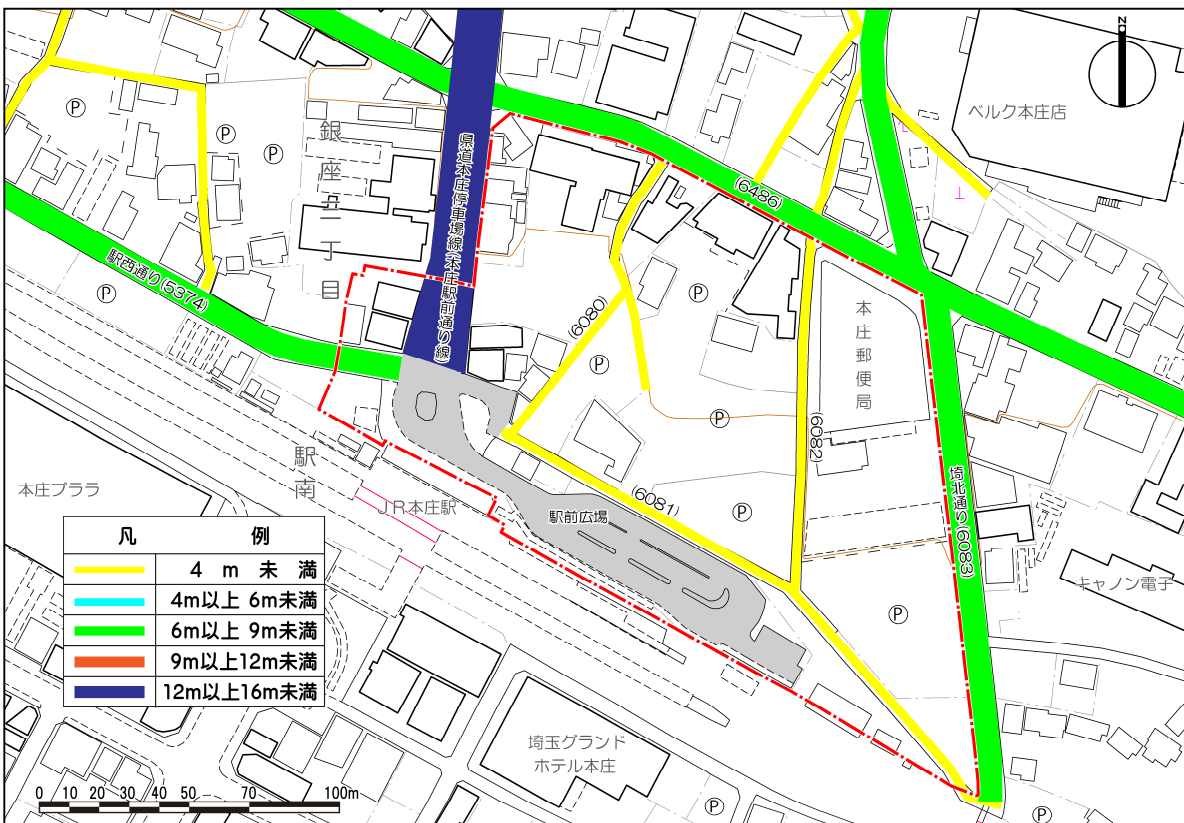 N
ベルク本庄店
Ⓟ
Ⓟ
Ⓟ
銀座三丁目
県道本庄停車場線(本庄駅前通り線)
(6486)
駅西通り(5374)
Ⓟ
(6080)
Ⓟ
Ⓟ
Ⓟ
本庄郵便局
(6082)
駅南
JR本庄駅
本庄プララ
駅前広場
(6081)
Ⓟ
埼北通り(6083)
キャノン電子
Ⓟ
凡 例
4 m 未 満
4m以上 6m未満
6m以上 9m未満
9m以上12m未満
12m以上16m未満
埼玉グランド
ホテル本庄
Ⓟ
Ⓟ
0 10 20 30 40 50 70 100m